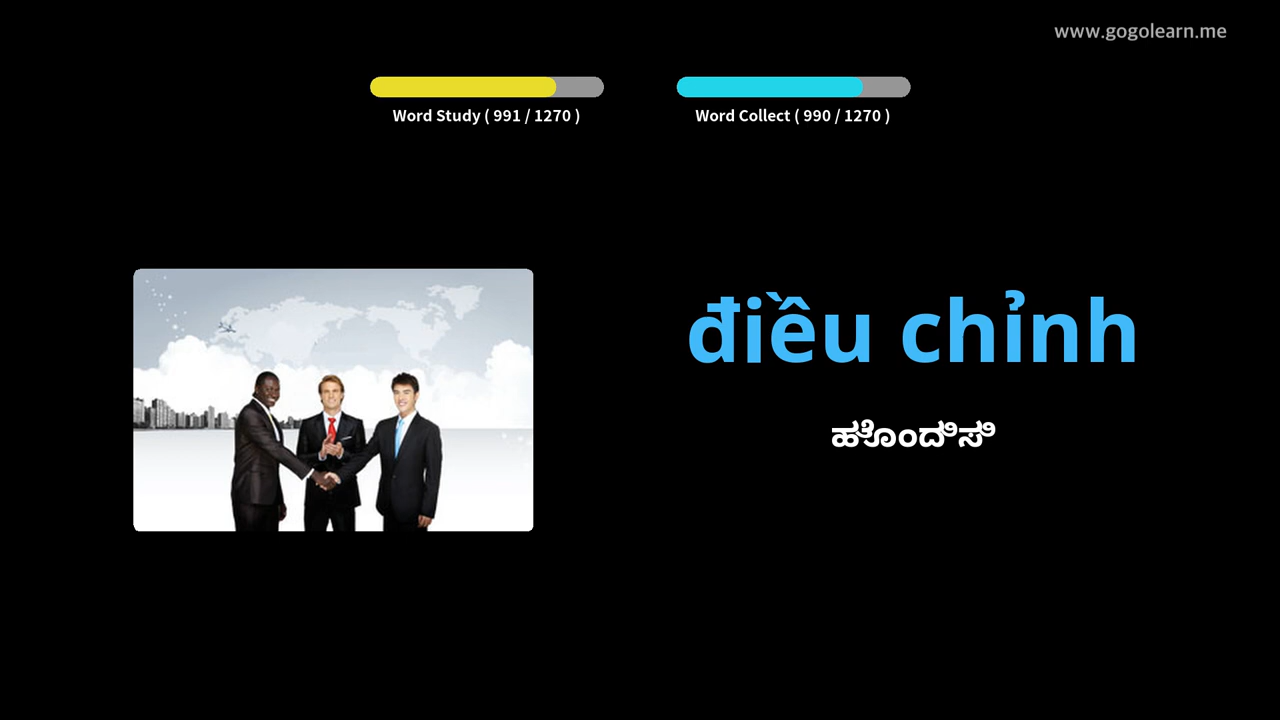 www.gogolearn.me
Word Study ( 991 / 1270 )
Word Collect ( 990 / 1270 )
điều chỉnh
ಹೊಂದಿಸಿ